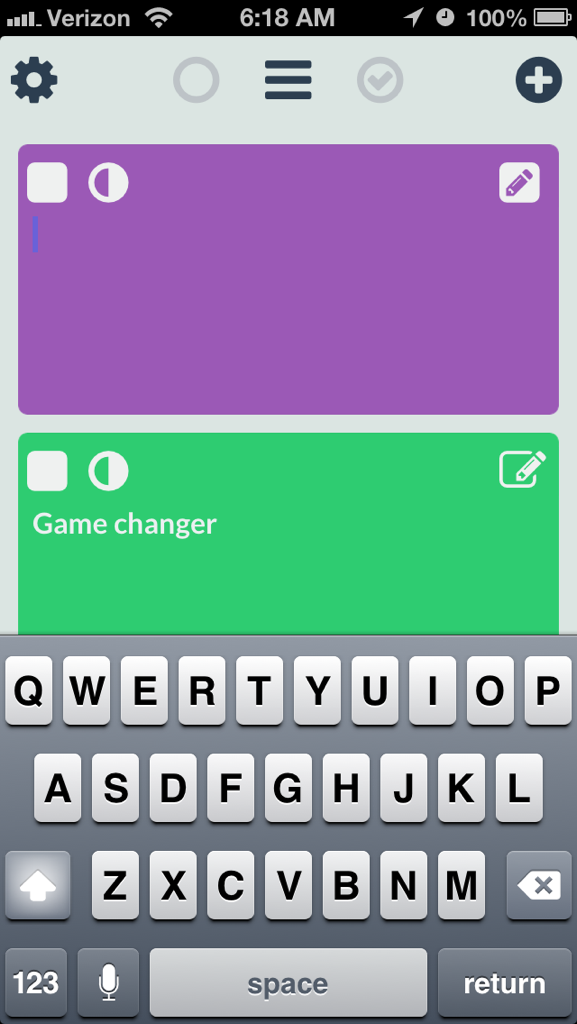 Verizon 6:18 AM 100%
Game changer
Q W E R T Y U I O P
A S D F G H J K L
Z X C V B N M
123 space return